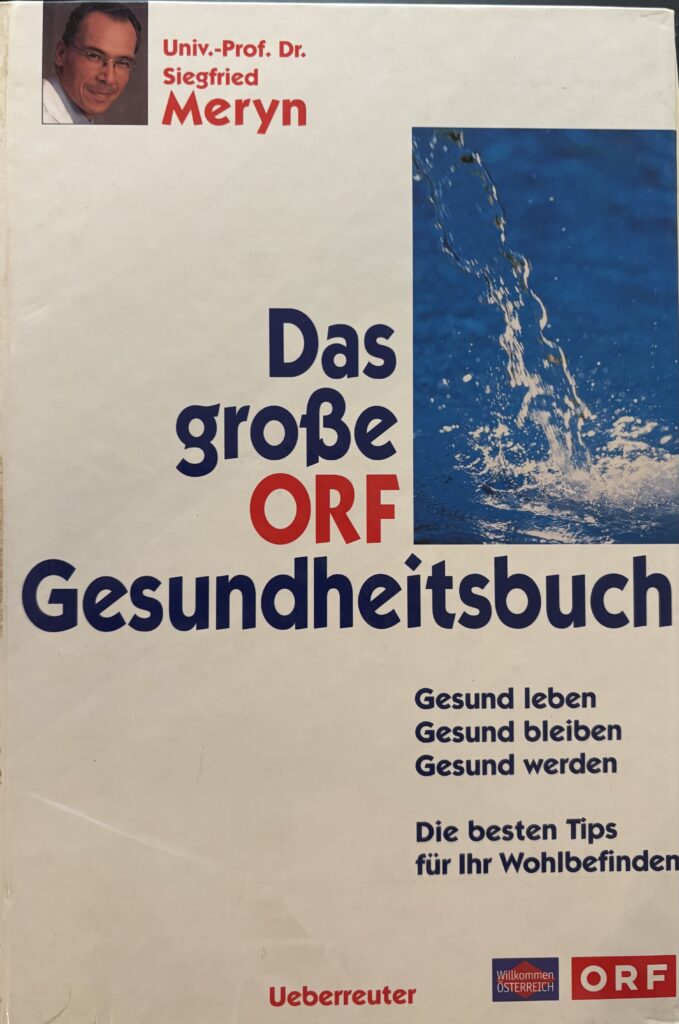 Univ.-Prof. Dr.
Siegfried
Meryn
Das
große
ORF
Gesundheitsbuch
Gesund leben
Gesund bleiben
Gesund werden
Die besten Tips
für Ihr Wohlbefinden
Ueberreuter
Willkommen
ÖSTERREICH
ORF